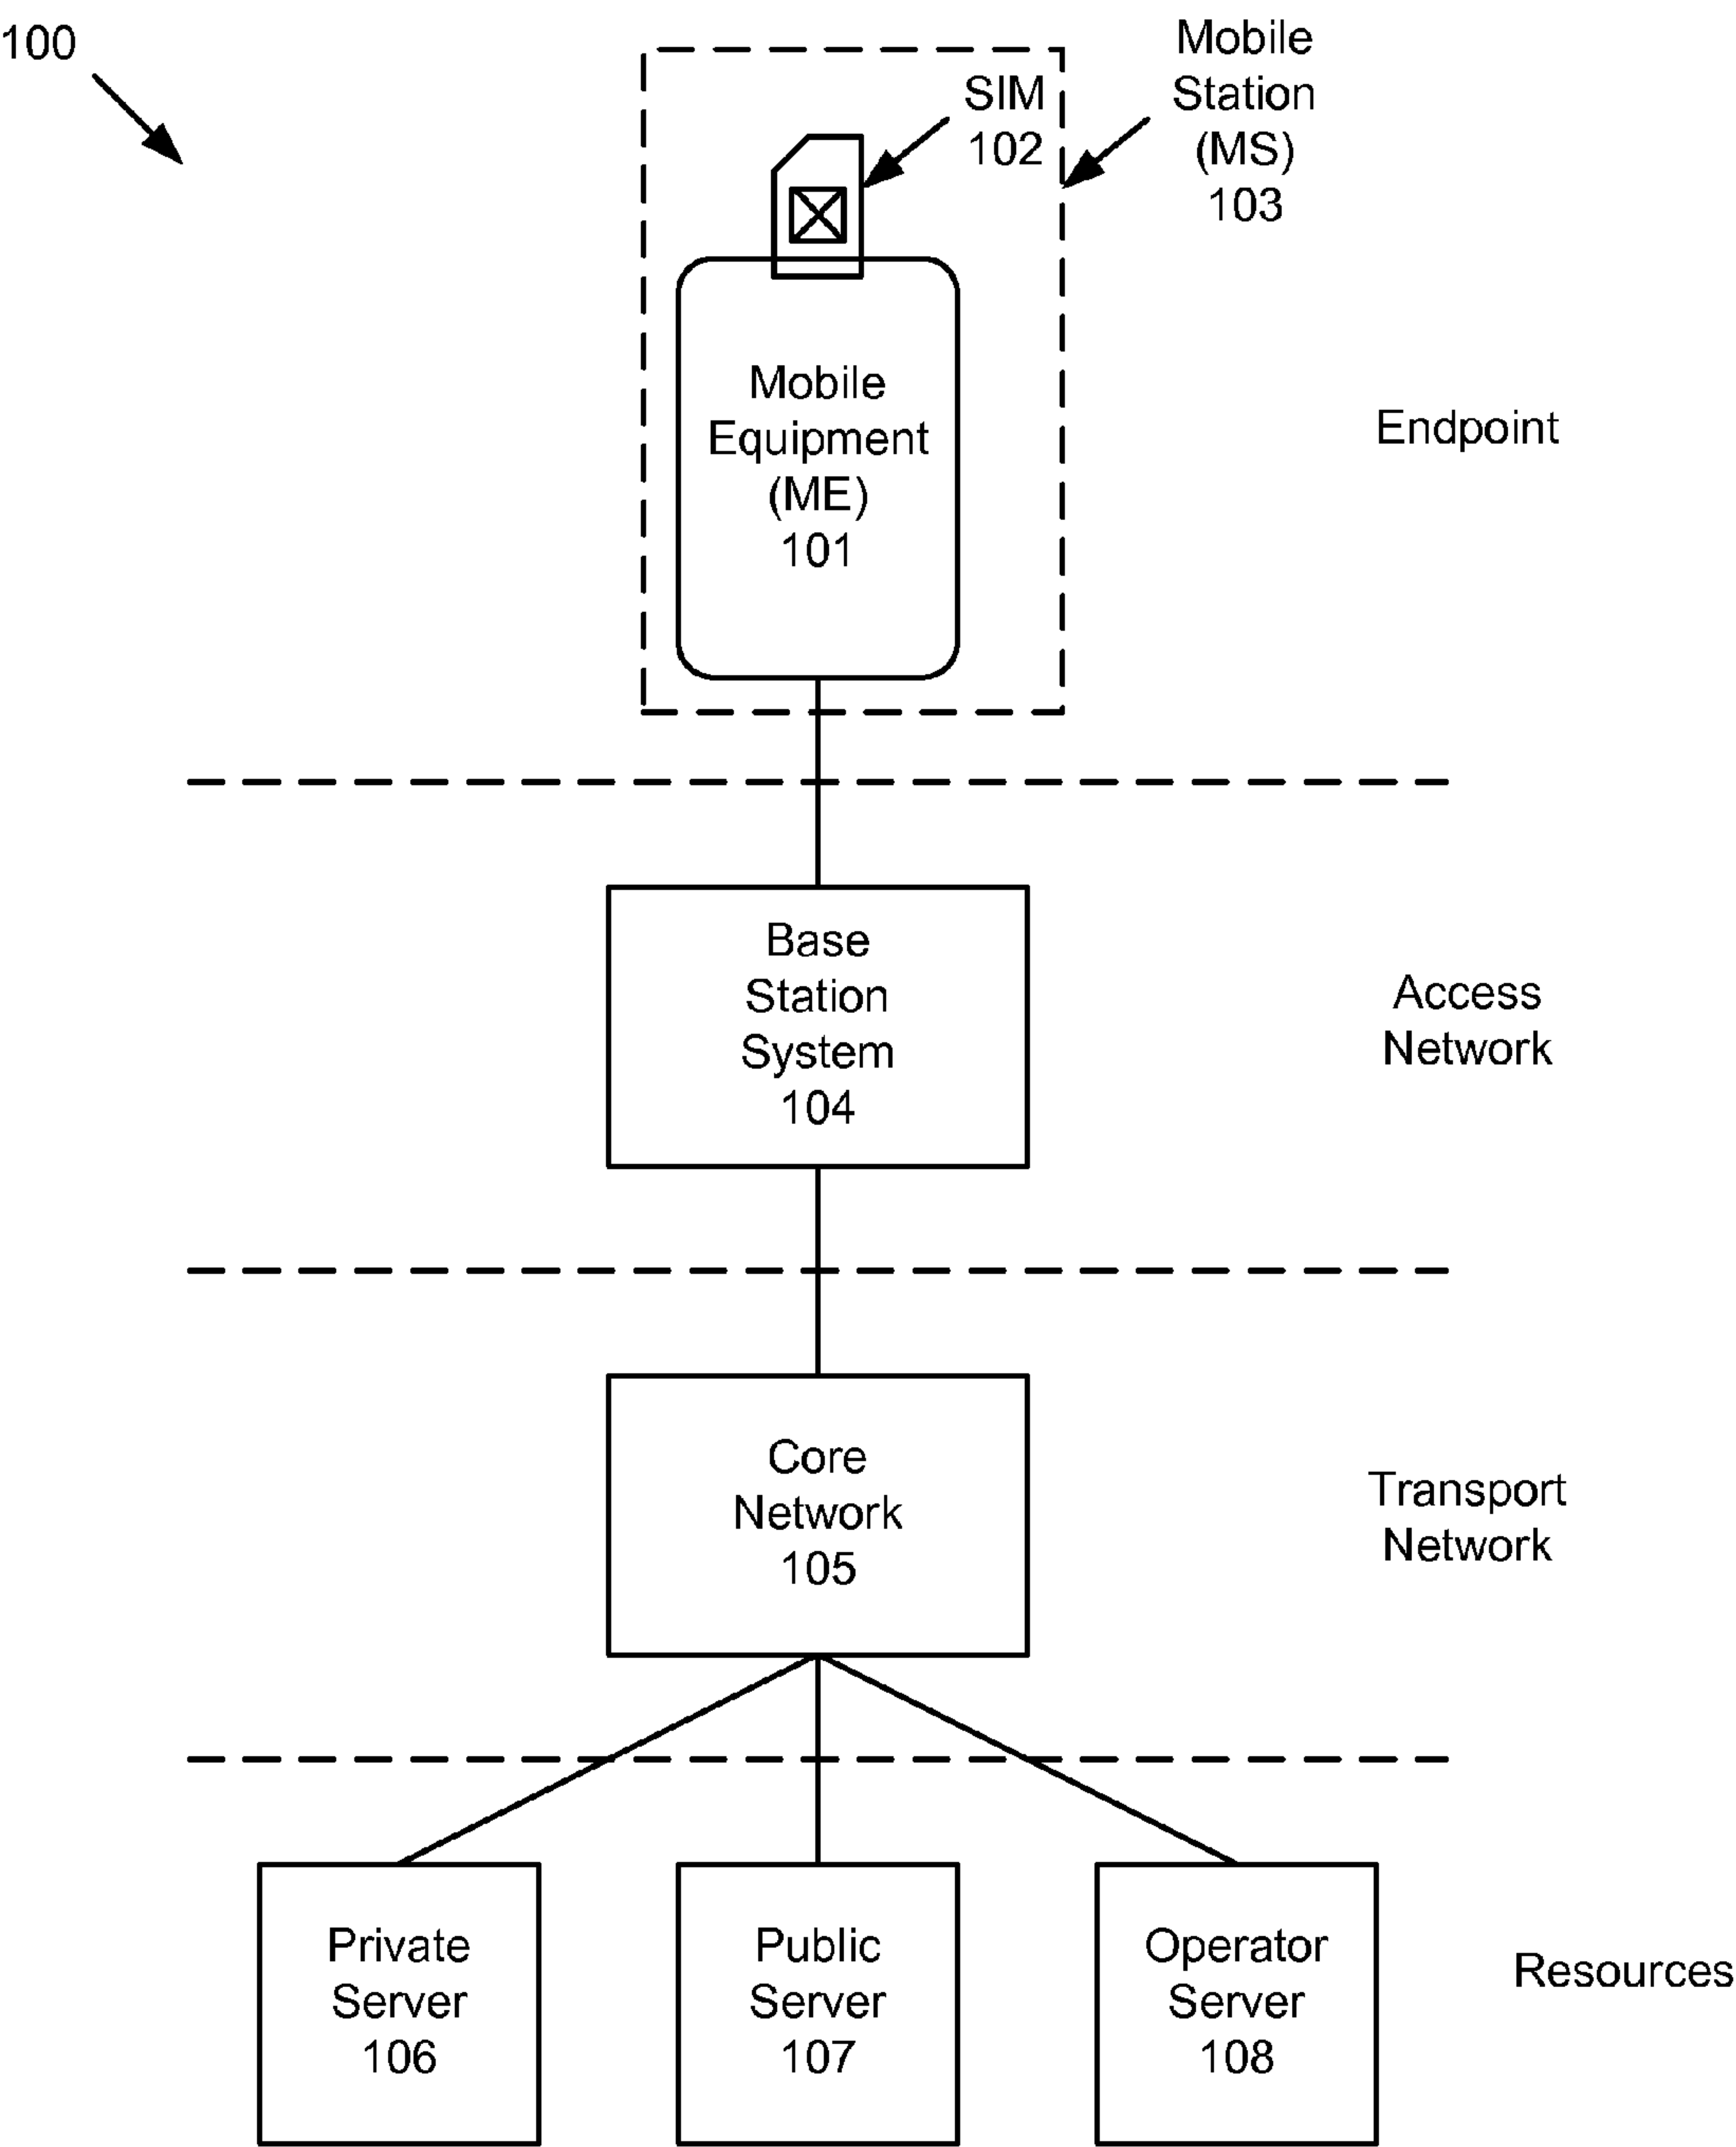 100
SIM
102
Mobile
Station
(MS)
103
Mobile
Equipment
(ME)
101
Endpoint
Base
Station
System
104
Access
Network
Core
Network
105
Transport
Network
Private
Server
106
Public
Server
107
Operator
Server
108
Resources